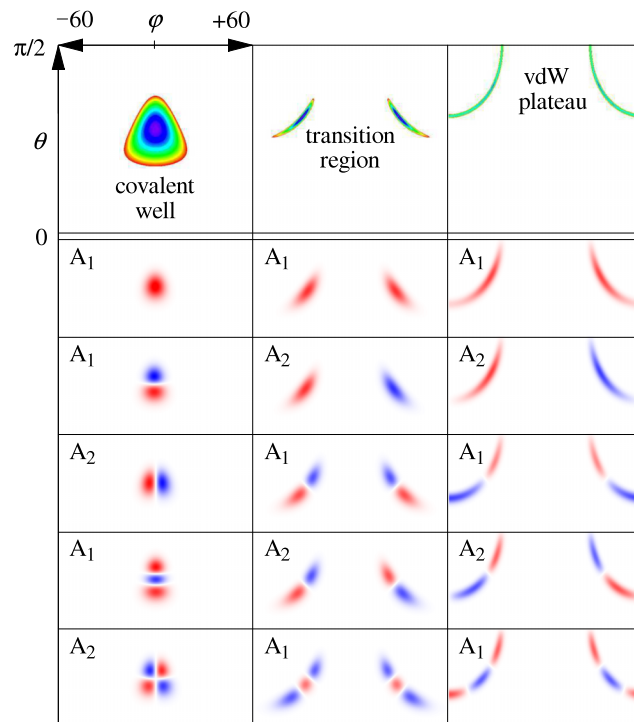 −60 φ +60
π/2
θ
0
covalent
well
transition
region
vdW
plateau
A₁ A₁ A₁
A₁ A₂ A₂
A₂ A₁ A₁
A₁ A₂ A₂
A₂ A₁ A₁